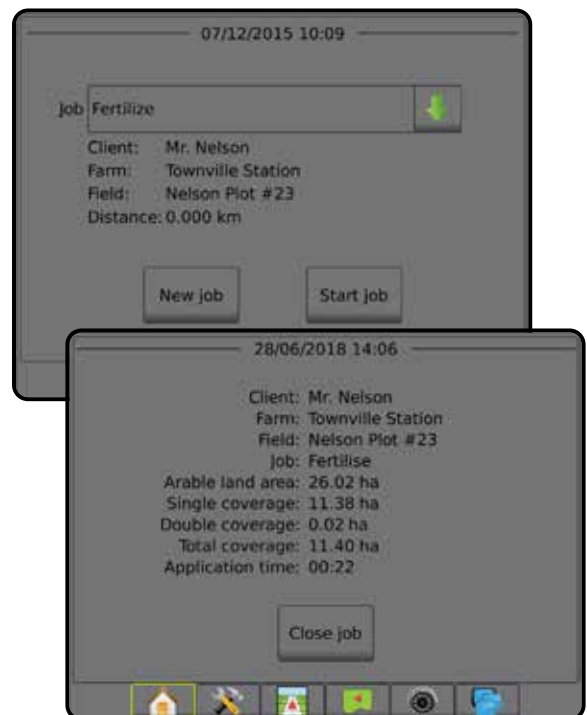 07/12/2015 10:09
Job Fertilize
Client: Mr. Nelson
Farm: Townville Station
Field: Nelson Plot #23
Distance: 0.000 km
New job Start job
28/06/2018 14:06
Client: Mr. Nelson
Farm: Townville Station
Field: Nelson Plot #23
Job: Fertilise
Arable land area: 26.02 ha
Single coverage: 11.38 ha
Double coverage: 0.02 ha
Total coverage: 11.40 ha
Application time: 00:22
Close job